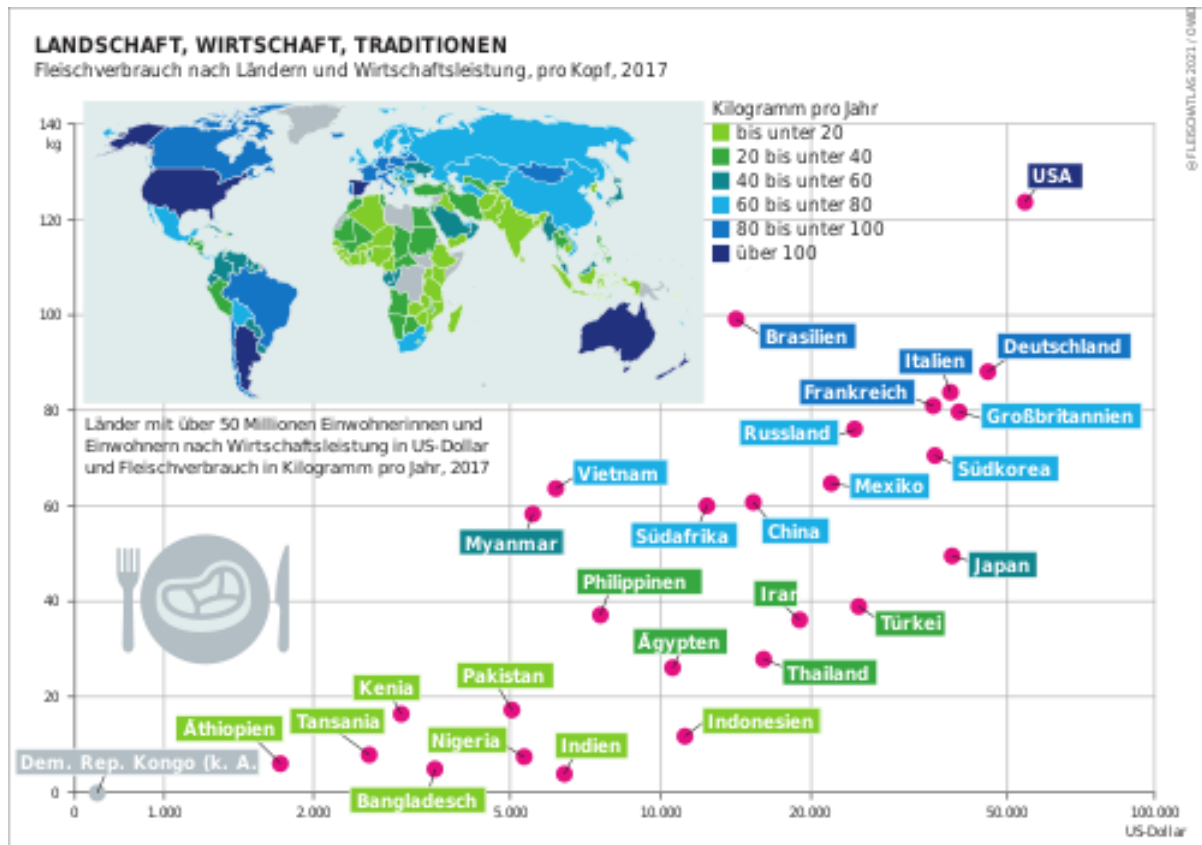 LANDSCHAFT, WIRTSCHAFT, TRADITIONEN
Fleischverbrauch nach Ländern und Wirtschaftsleistung, pro Kopf, 2017
© FLEISCHATLAS 2021 / OWID
Kilogramm pro Jahr
bis unter 20
20 bis unter 40
40 bis unter 60
60 bis unter 80
80 bis unter 100
über 100
140
kg
120
100
80
60
40
20
0
Länder mit über 50 Millionen Einwohnerinnen und
Einwohnern nach Wirtschaftsleistung in US-Dollar
und Fleischverbrauch in Kilogramm pro Jahr, 2017
USA
Brasilien
Deutschland
Italien
Frankreich
Großbritannien
Russland
Südkorea
Vietnam
Mexiko
Myanmar
Südafrika
China
Japan
Philippinen
Iran
Türkei
Ägypten
Thailand
Pakistan
Kenia
Tansania
Äthiopien
Nigeria
Indien
Indonesien
Dem. Rep. Kongo (k. A.
Bangladesch
0
1.000
2.000
5.000
10.000
20.000
50.000
100.000
US-Dollar